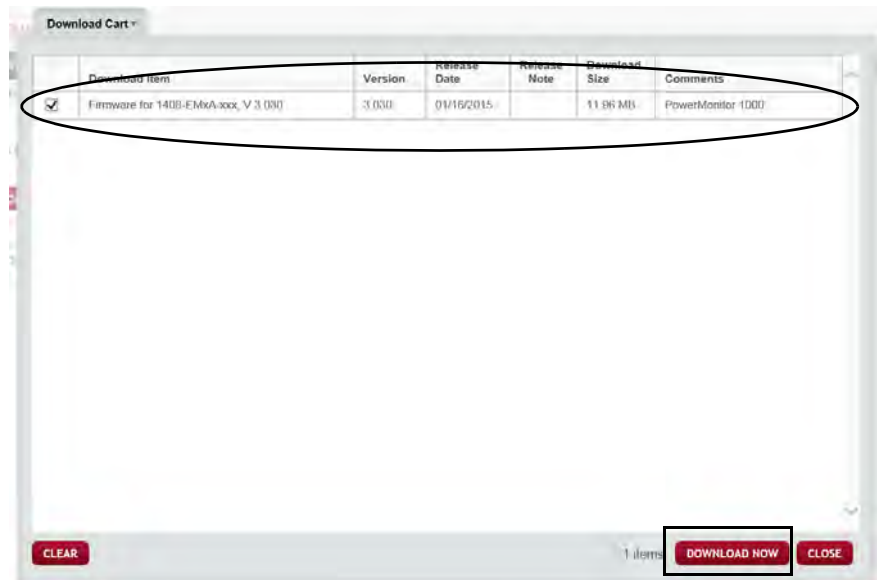 Download Cart
Download Item Version Release Date Release Note Download Size Comments
Firmware for 1408-EMxA-xxx, V 3.030 3.030 01/16/2015 11.96 MB PowerMonitor 1000
CLEAR 1 items DOWNLOAD NOW CLOSE